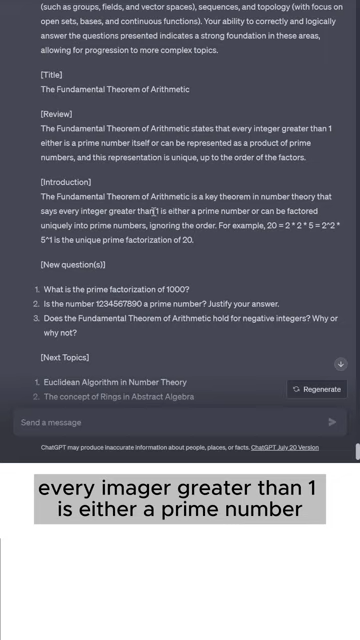 (such as groups, fields, and vector spaces), sequences, and topology (with focus on
open sets, bases, and continuous functions). Your ability to correctly and logically
answer the questions presented indicates a strong foundation in these areas,
allowing for progression to more complex topics.
[Title]
The Fundamental Theorem of Arithmetic
[Review]
The Fundamental Theorem of Arithmetic states that every integer greater than 1
either is a prime number itself or can be represented as a product of prime
numbers, and this representation is unique, up to the order of the factors.
[Introduction]
The Fundamental Theorem of Arithmetic is a key theorem in number theory that
says every integer greater than 1 is either a prime number or can be factored
uniquely into prime numbers, ignoring the order. For example, 20 = 2 * 2 * 5 = 2^2 *
5^1 is the unique prime factorization of 20.
[New question(s)]
1. What is the prime factorization of 1000?
2. Is the number 1234567890 a prime number? Justify your answer.
3. Does the Fundamental Theorem of Arithmetic hold for negative integers? Why or
why not?
[Next Topics]
1. Euclidean Algorithm in Number Theory
2. The concept of Rings in Abstract Algebra
Regenerate
Send a message
ChatGPT may produce inaccurate information about people, places, or facts. ChatGPT July 20 Version
every imager greater than 1
is either a prime number